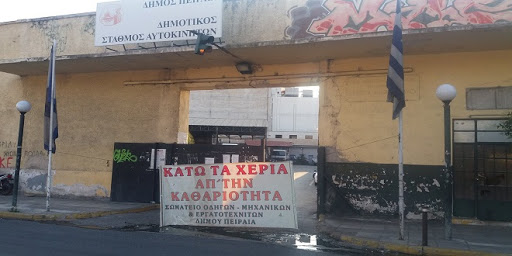 ΔΗΜΟΣ ΠΕΙΡΑΙΑ
ΔΗΜΟΤΙΚΟΣ
ΣΤΑΘΜΟΣ ΑΥΤΟΚΙΝΗΤΩΝ
ΚΑΤΩ ΤΑ ΧΕΡΙΑ
ΑΠ' ΤΗΝ
ΚΑΘΑΡΙΟΤΗΤΑ
ΣΩΜΑΤΕΙΟ ΟΔΗΓΩΝ - ΜΗΧΑΝΙΚΩΝ
& ΕΡΓΑΤΟΤΕΧΝΙΤΩΝ
ΔΗΜΟΥ ΠΕΙΡΑΙΑ